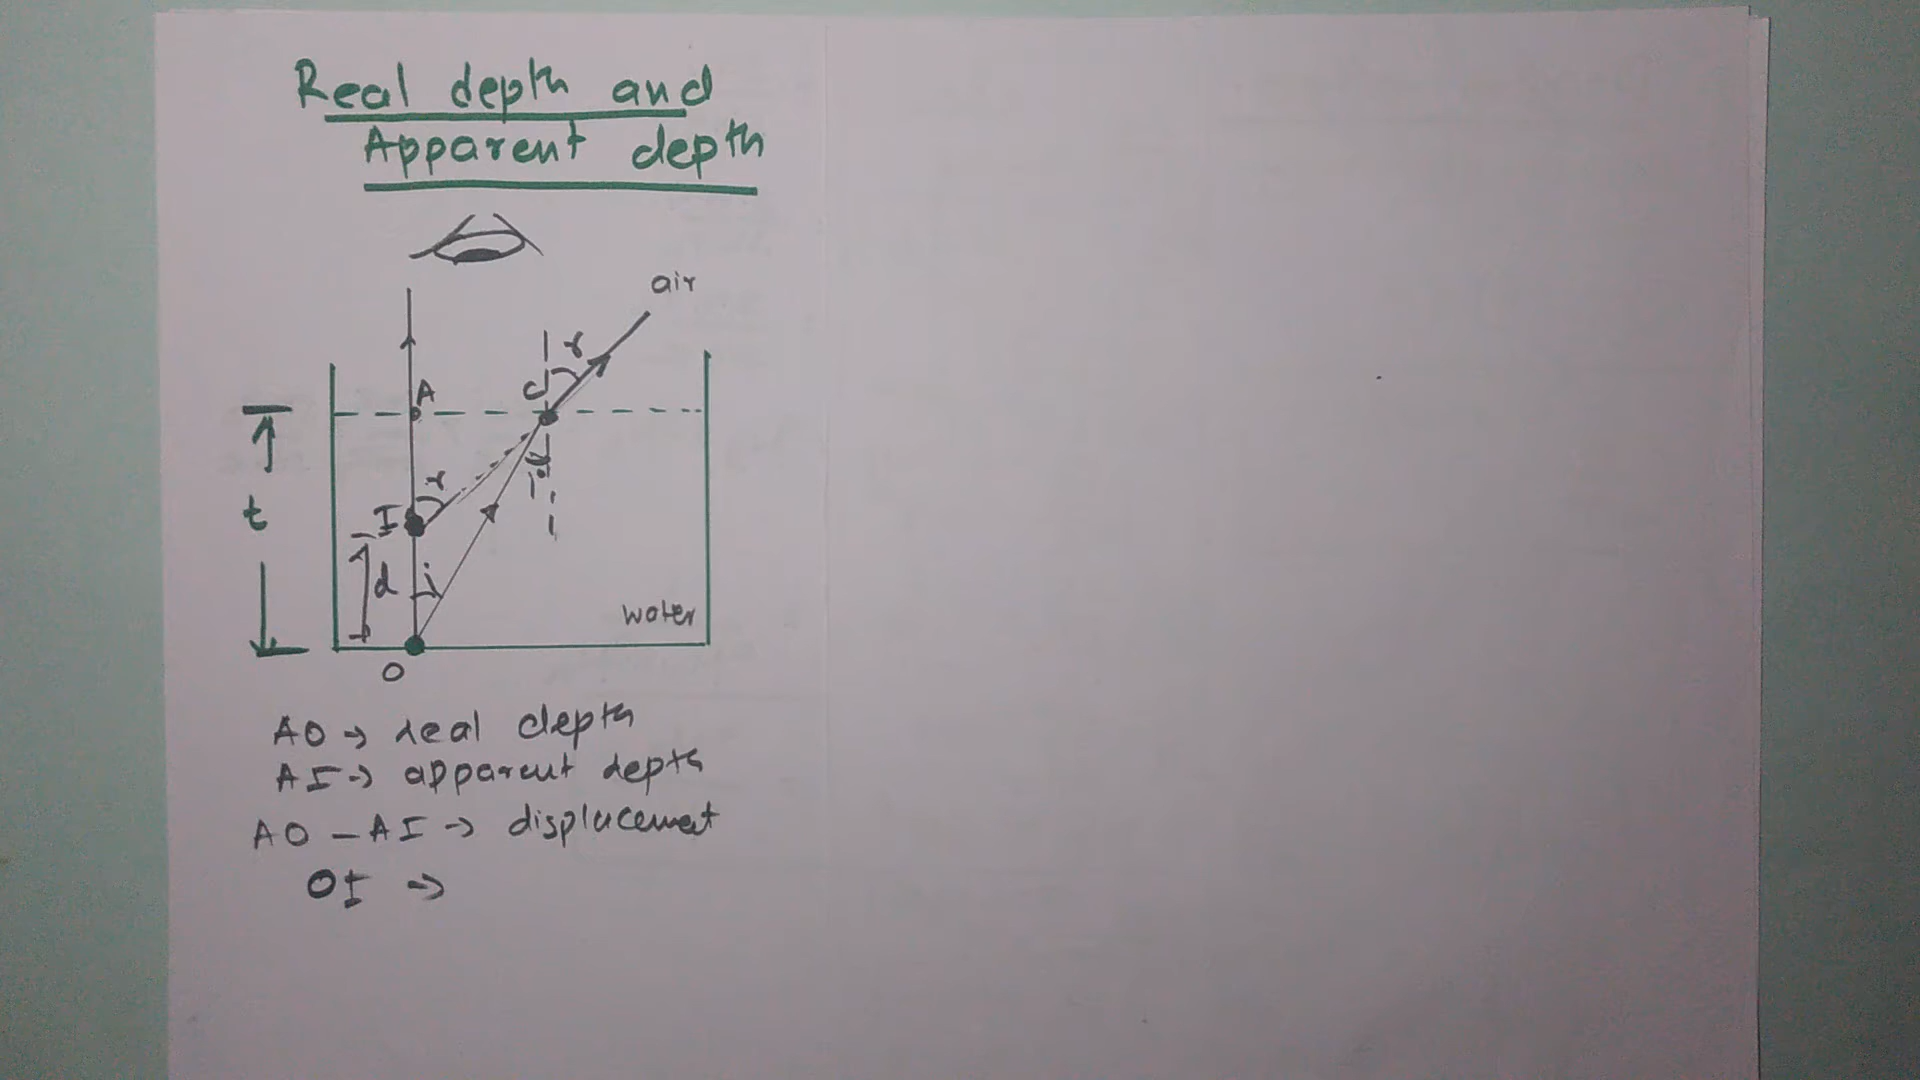 Real depth and
Apparent depth
air
r
A
C
t
r
I
i
d
i
water
O
AO → real depth
AI → apparent depth
AO - AI → displacement
OI →